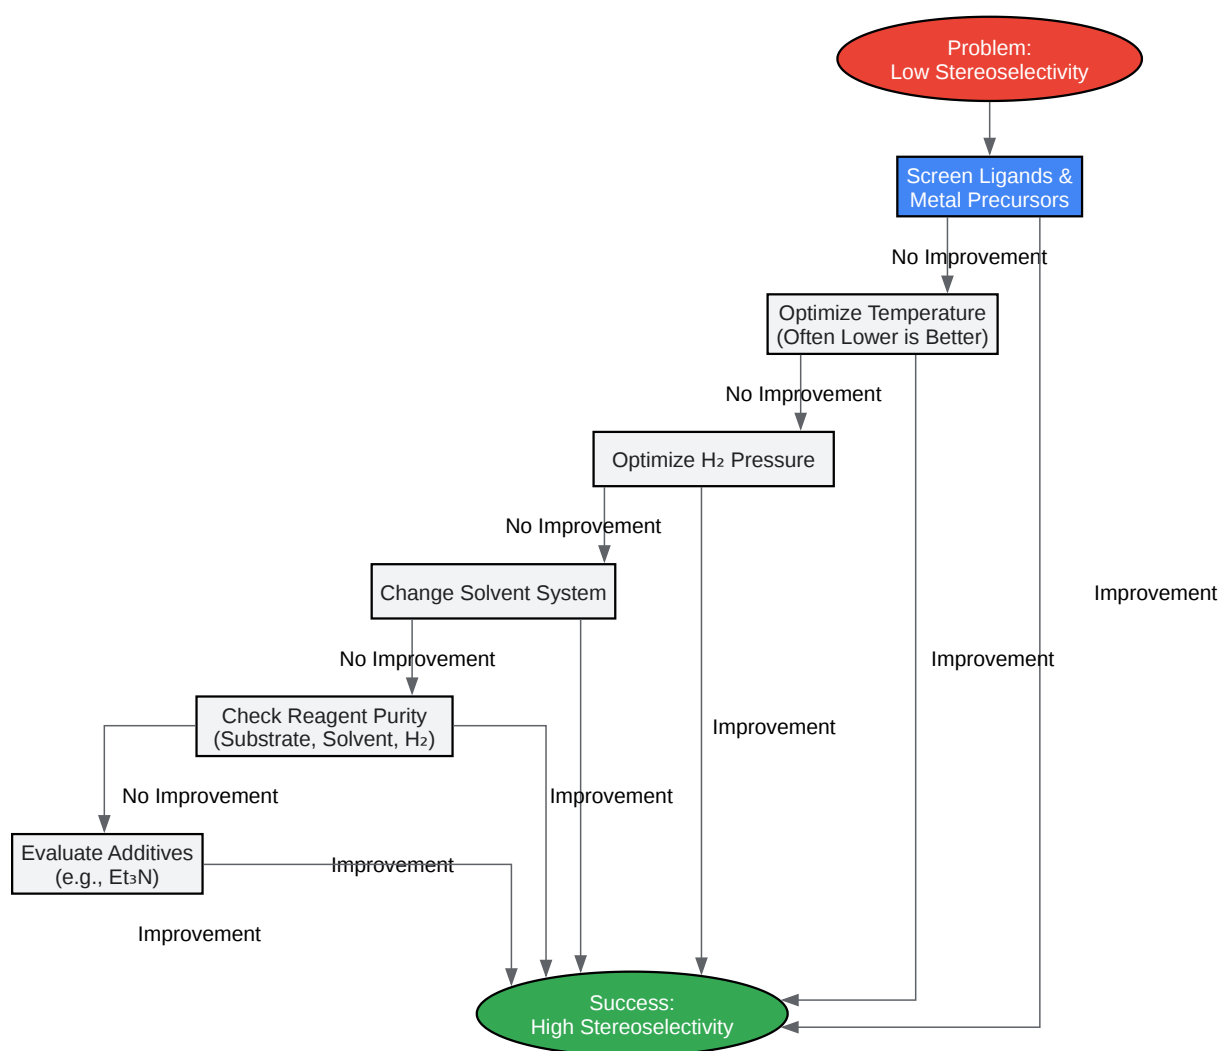 Problem:
Low Stereoselectivity
Screen Ligands &
Metal Precursors
No Improvement
Optimize Temperature
(Often Lower is Better)
No Improvement
Optimize H₂ Pressure
No Improvement
Change Solvent System
Improvement
No Improvement
Improvement
Check Reagent Purity
(Substrate, Solvent, H₂)
Improvement
No Improvement
Improvement
Evaluate Additives
(e.g., Et₃N)
Improvement
Improvement
Success:
High Stereoselectivity